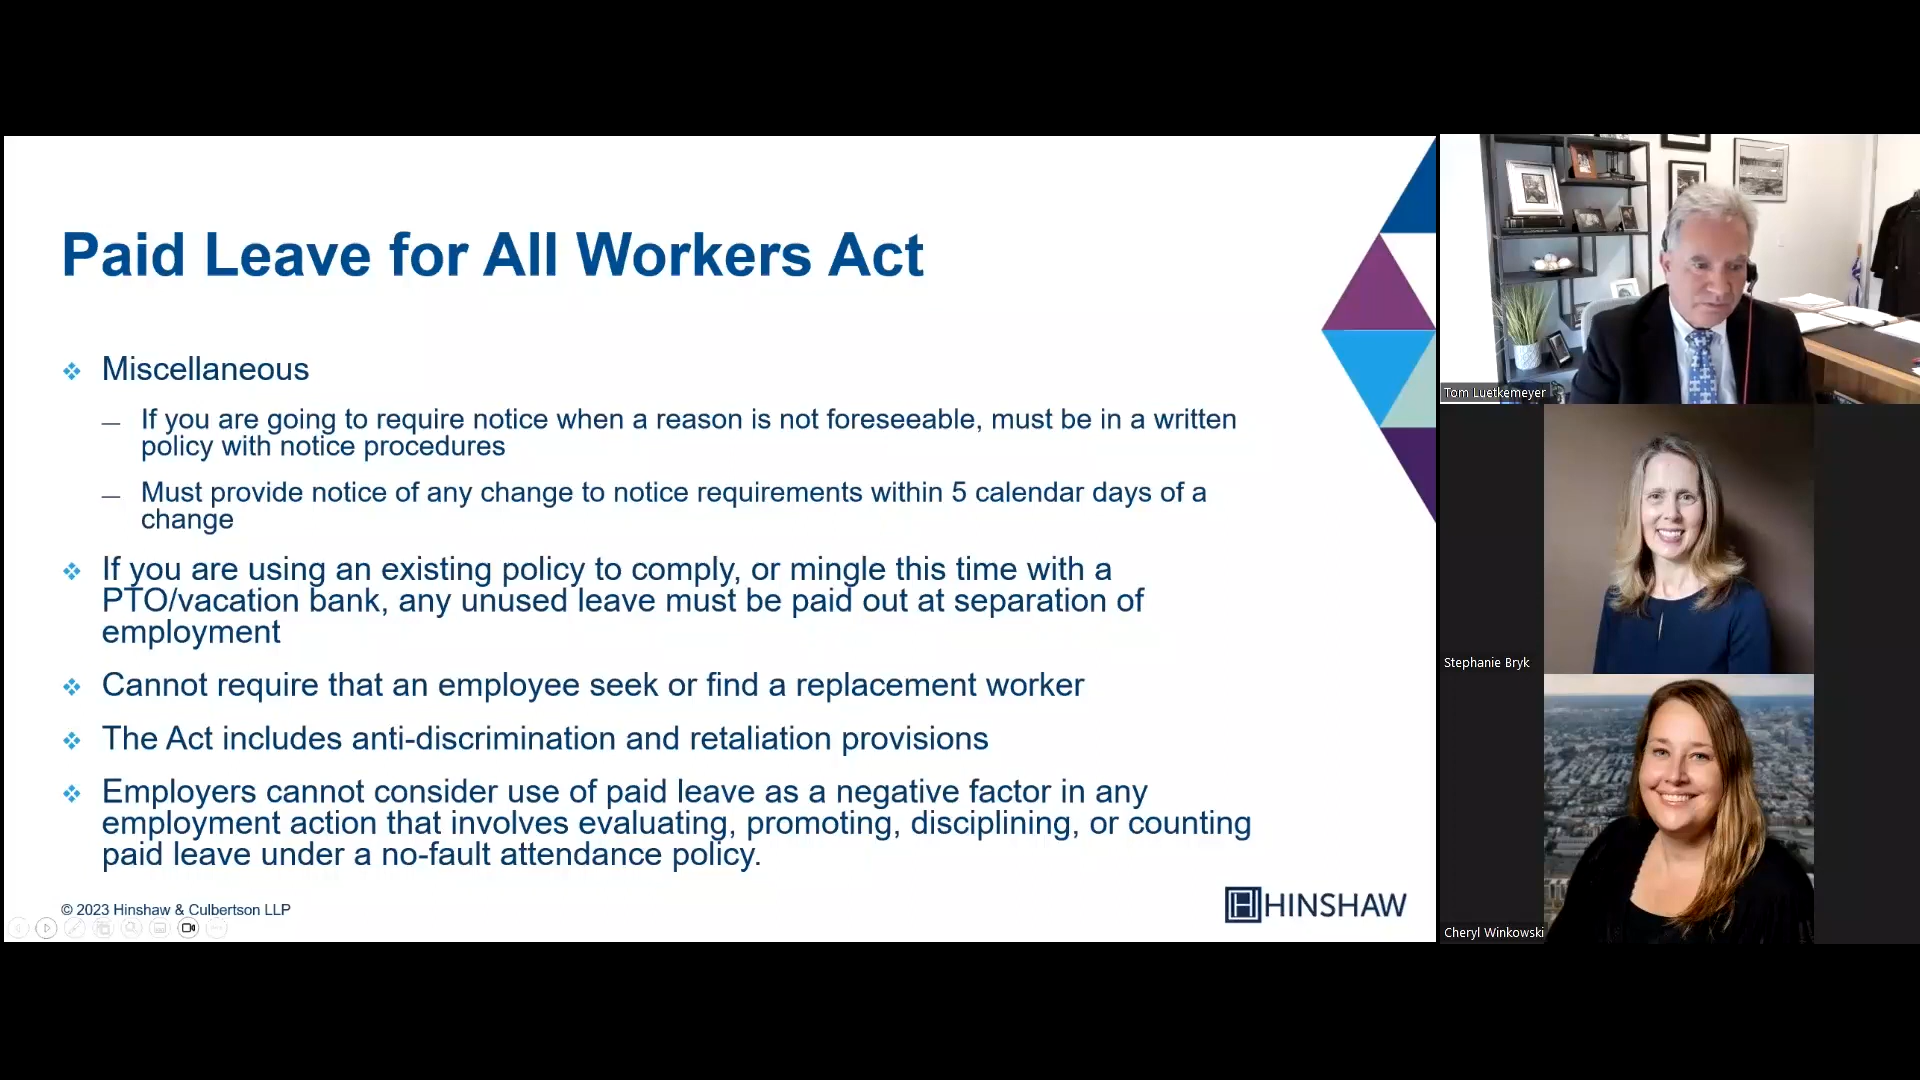 Paid Leave for All Workers Act
❖ Miscellaneous
— If you are going to require notice when a reason is not foreseeable, must be in a written
policy with notice procedures
— Must provide notice of any change to notice requirements within 5 calendar days of a
change
❖ If you are using an existing policy to comply, or mingle this time with a
PTO/vacation bank, any unused leave must be paid out at separation of
employment
❖ Cannot require that an employee seek or find a replacement worker
❖ The Act includes anti-discrimination and retaliation provisions
❖ Employers cannot consider use of paid leave as a negative factor in any
employment action that involves evaluating, promoting, disciplining, or counting
paid leave under a no-fault attendance policy.
© 2023 Hinshaw & Culbertson LLP
HINSHAW
Tom Luetkemeyer
Stephanie Bryk
Cheryl Winkowski